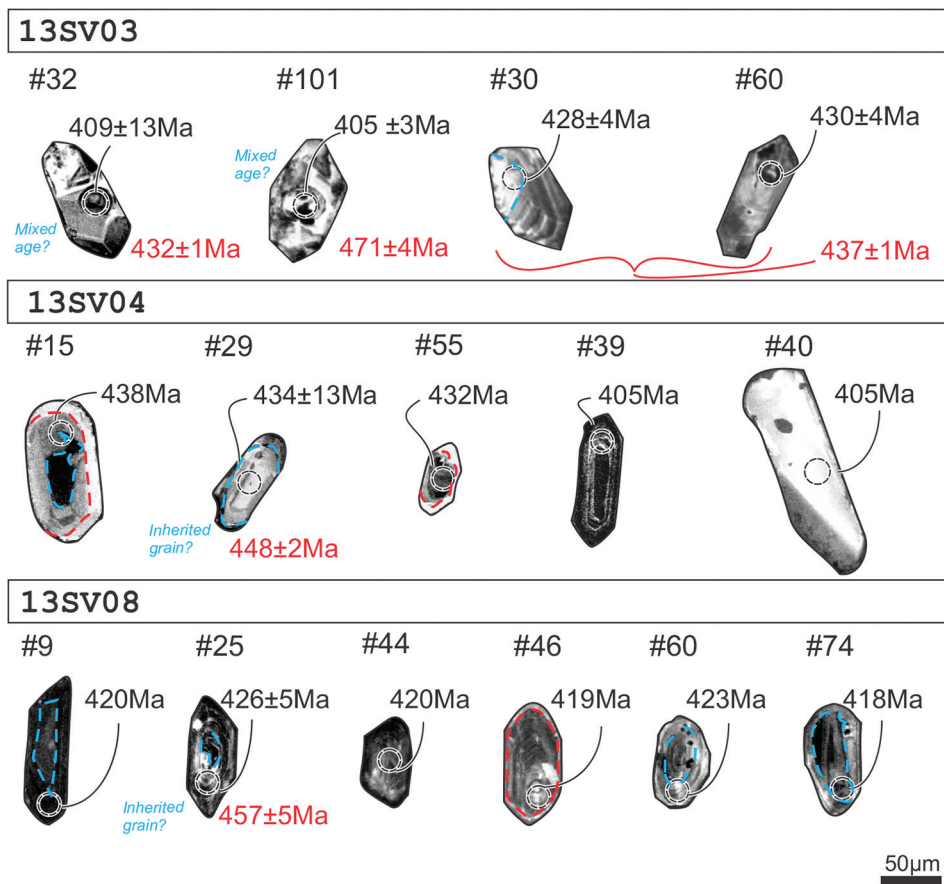 13SV03
#32 #101 #30 #60
409±13Ma 405 ±3Ma 428±4Ma 430±4Ma
Mixed
age?
Mixed
age?
432±1Ma 471±4Ma 437±1Ma
13SV04
#15 #29 #55 #39 #40
438Ma 434±13Ma 432Ma 405Ma 405Ma
Inherited
grain?
448±2Ma
13SV08
#9 #25 #44 #46 #60 #74
420Ma 426±5Ma 420Ma 419Ma 423Ma 418Ma
Inherited
grain?
457±5Ma
50µm